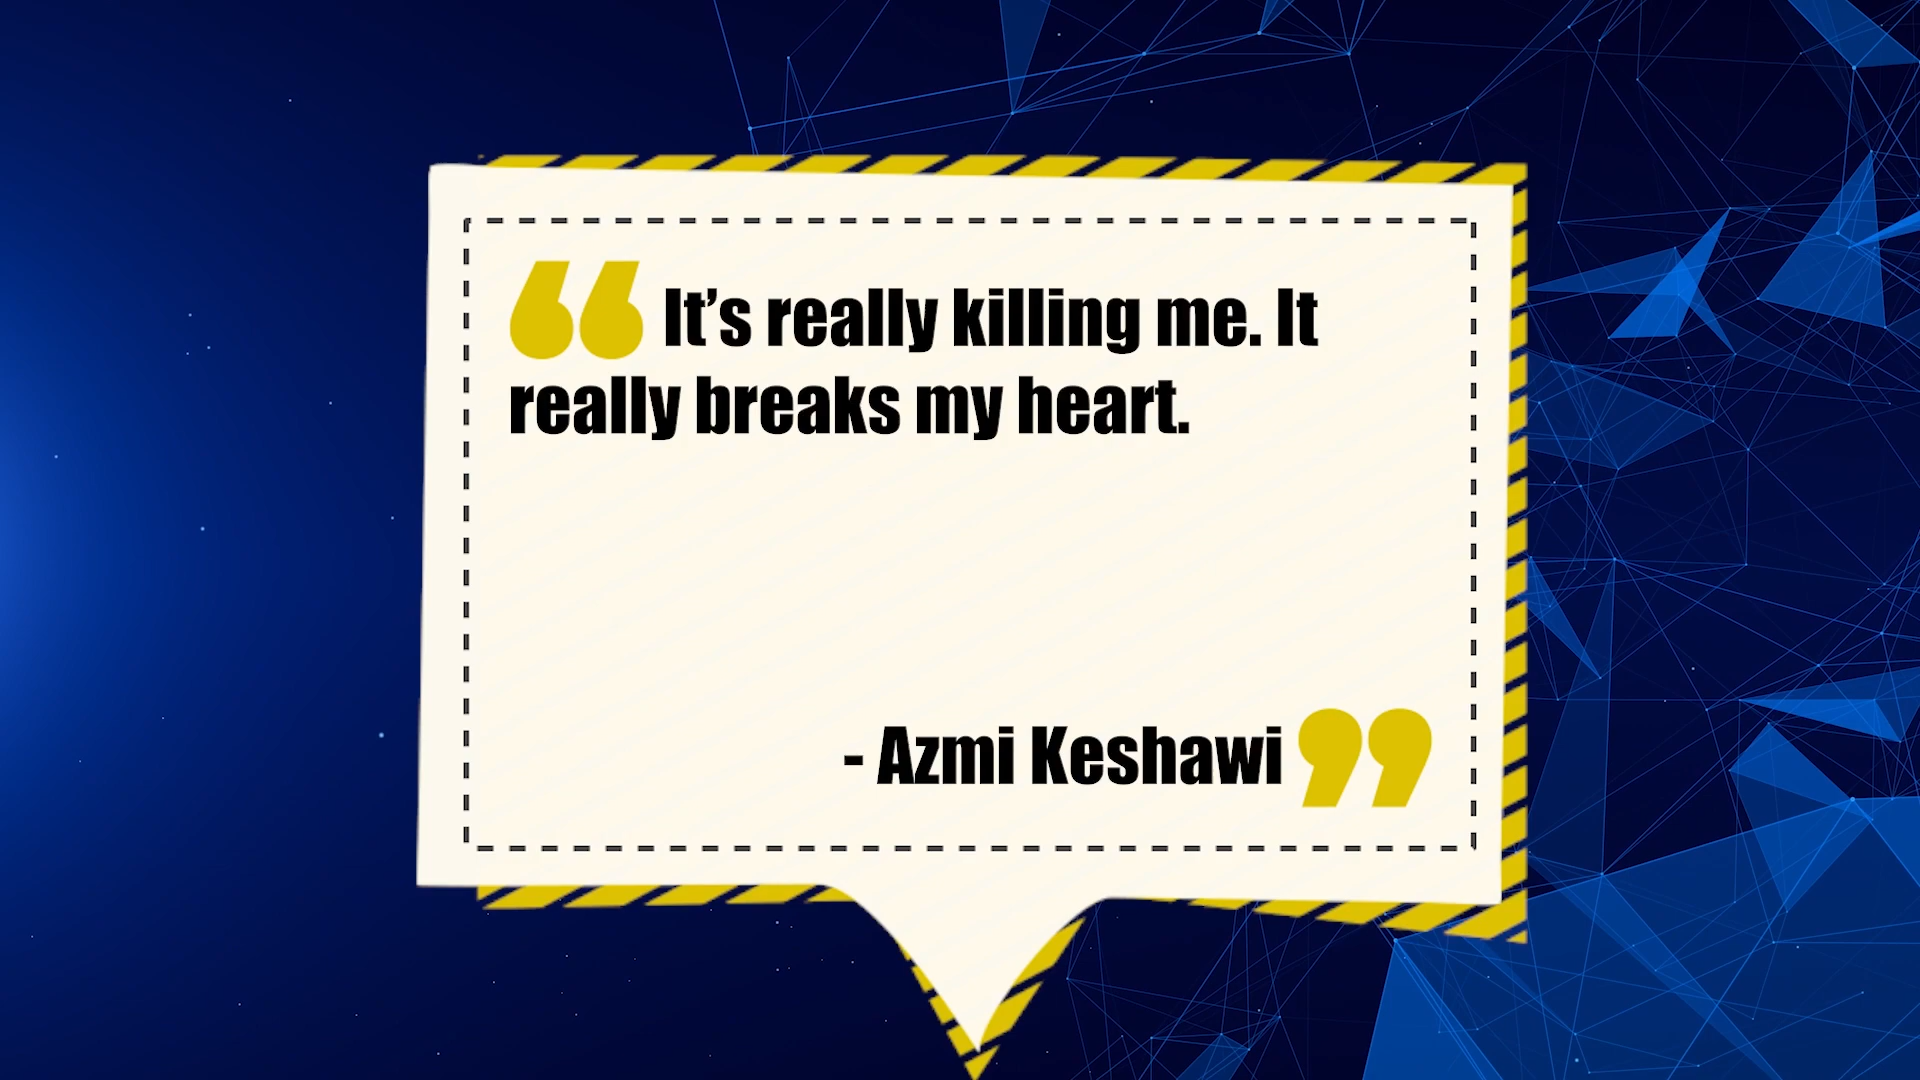 “ It’s really killing me. It
really breaks my heart.
- Azmi Keshawi ”